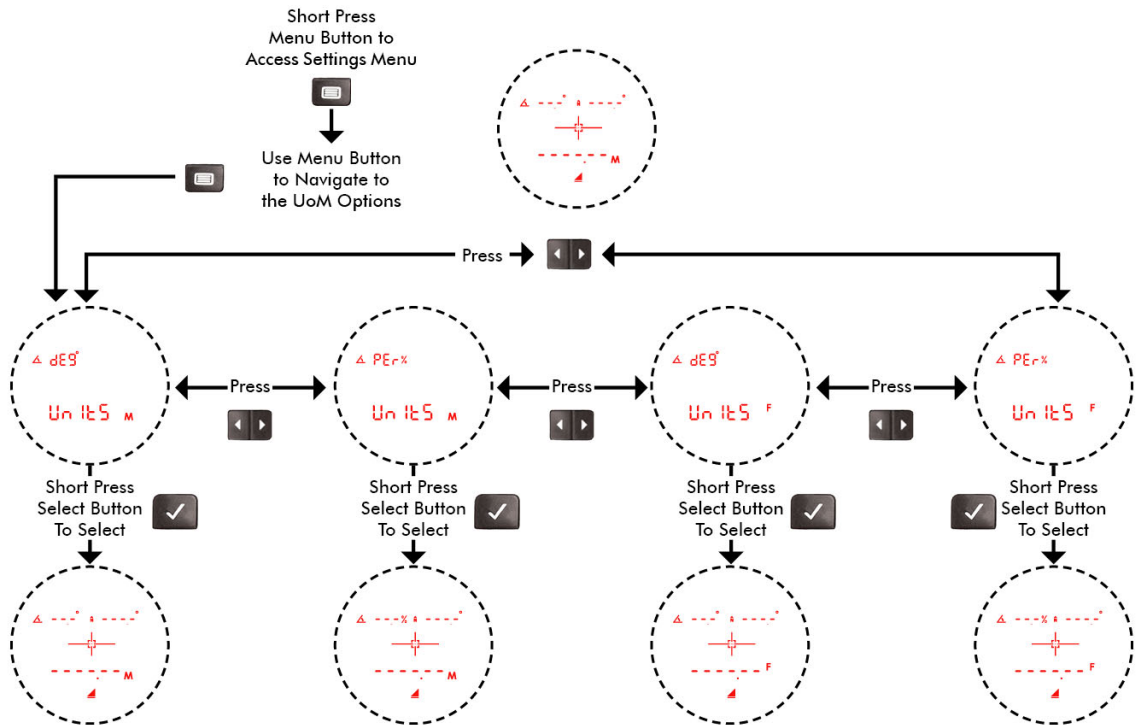 Short Press
Menu Button to
Access Settings Menu
∡ ---.-° A ----.-°
-----.- M
Use Menu Button
to Navigate to
the UoM Options
Press
∡ dEg°
UnItS M
Press
∡ PEr%
UnItS M
Press
∡ dEg°
UnItS F
Press
∡ PEr%
UnItS F
Short Press
Select Button
To Select
Short Press
Select Button
To Select
Short Press
Select Button
To Select
Short Press
Select Button
To Select
∡ ---.-° A ----.-°
-----.- M
∡ ----% A ----.-°
-----.- M
∡ ---.-° A ----.-°
-----.- F
∡ ----% A ----.-°
-----.- F